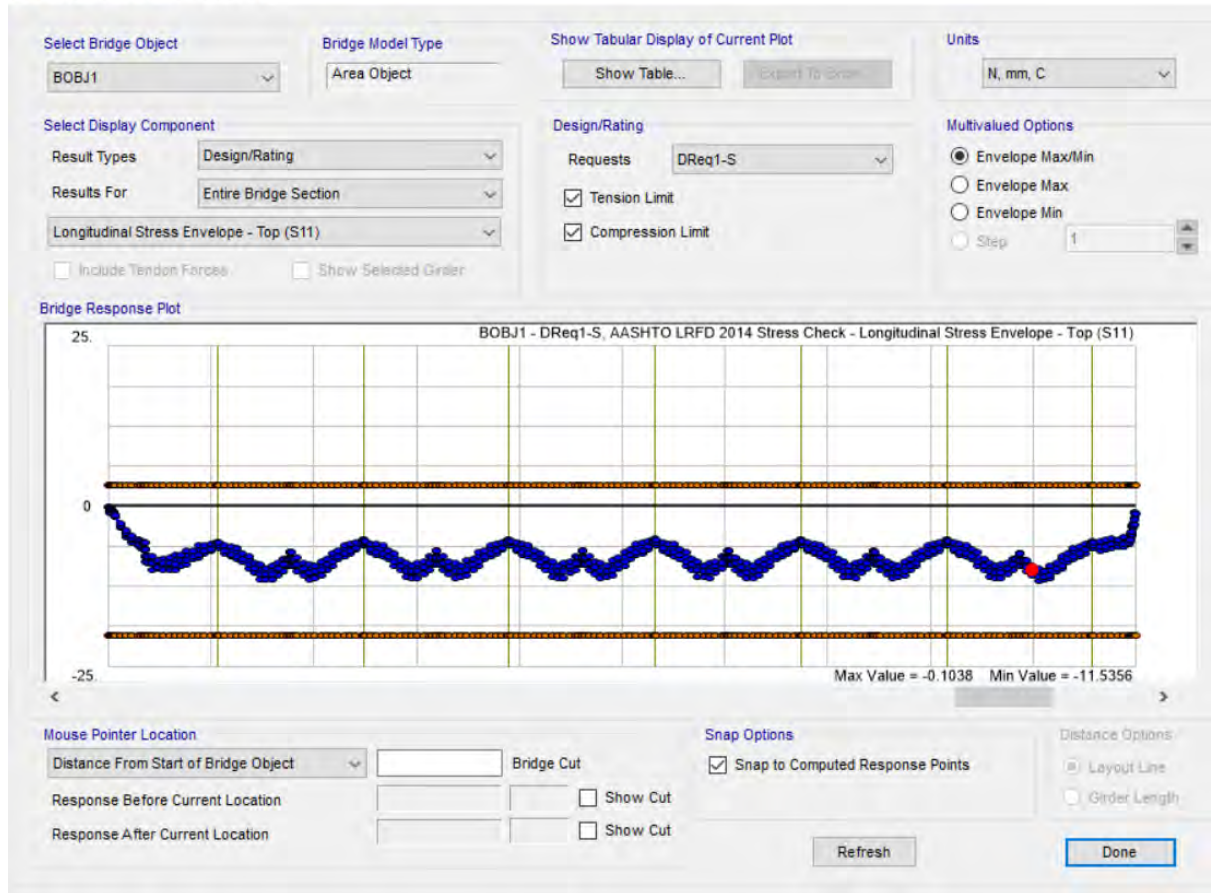 Select Bridge Object
Bridge Model Type
Show Tabular Display of Current Plot
Units
BOBJ1
Area Object
Show Table...
Export To Excel...
N, mm, C
Select Display Component
Design/Rating
Multivalued Options
Result Types
Design/Rating
Requests
DReq1-S
Envelope Max/Min
Results For
Entire Bridge Section
Tension Limit
Envelope Max
Longitudinal Stress Envelope - Top (S11)
Compression Limit
Envelope Min
Step
1
Include Tendon Forces
Show Selected Girder
Bridge Response Plot
25.
BOBJ1 - DReq1-S, AASHTO LRFD 2014 Stress Check - Longitudinal Stress Envelope - Top (S11)
0
-25.
Max Value = -0.1038 Min Value = -11.5356
Mouse Pointer Location
Snap Options
Distance Options
Distance From Start of Bridge Object
Bridge Cut
Snap to Computed Response Points
Layout Line
Response Before Current Location
Show Cut
Girder Length
Response After Current Location
Show Cut
Refresh
Done